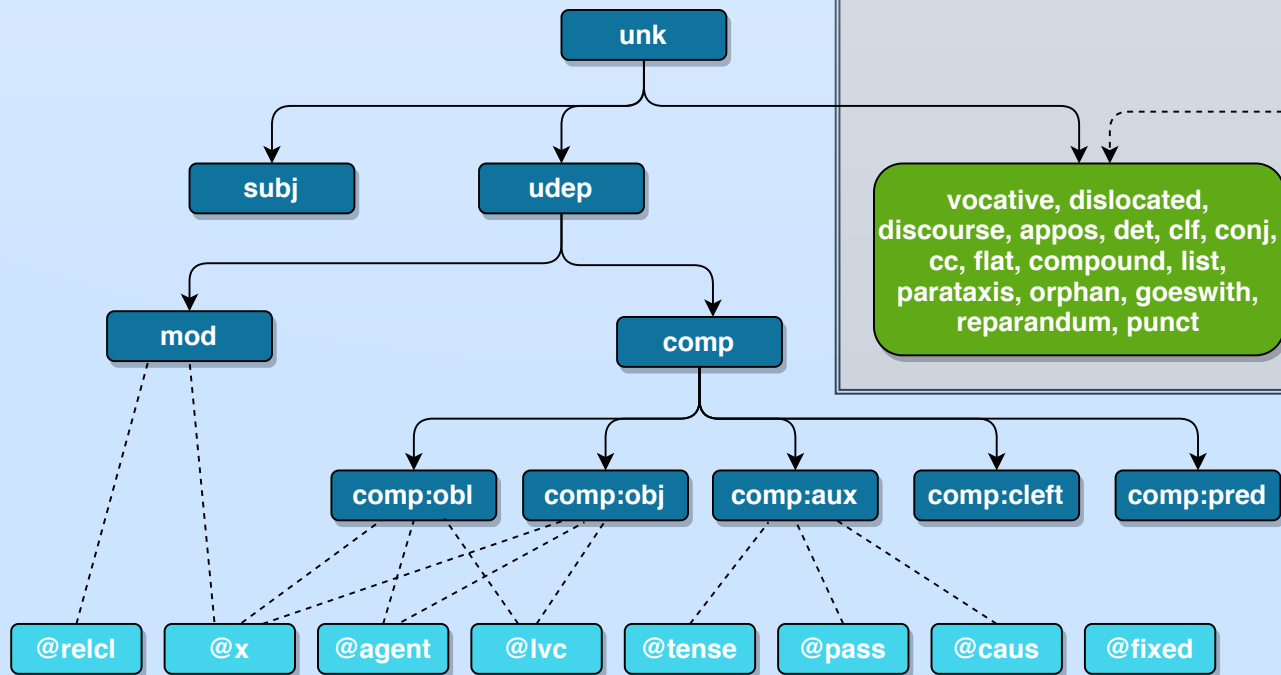 unk
subj
udep
vocative, dislocated,
discourse, appos, det, clf, conj,
cc, flat, compound, list,
parataxis, orphan, goeswith,
reparandum, punct
mod
comp
comp:obl
comp:obj
comp:aux
comp:cleft
comp:pred
@relcl
@x
@agent
@lvc
@tense
@pass
@caus
@fixed